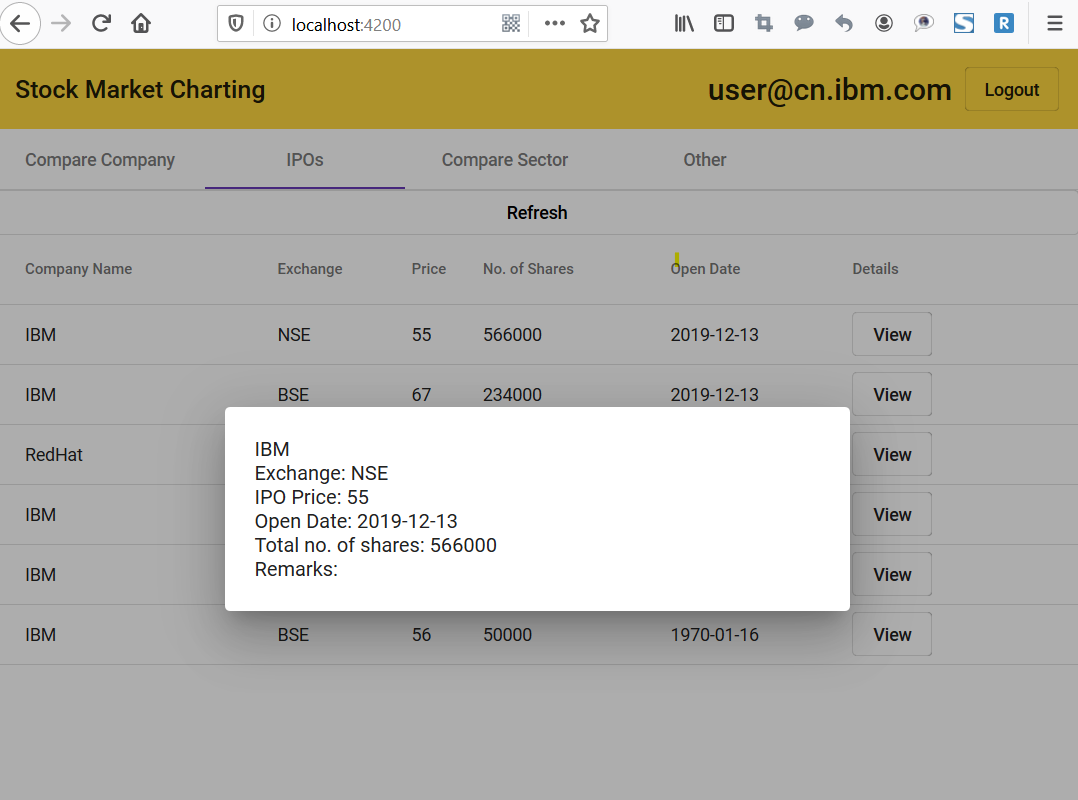 localhost:4200
Stock Market Charting
user@cn.ibm.com
Logout
Compare Company IPOs Compare Sector Other
Refresh
Company Name Exchange Price No. of Shares Open Date Details
IBM NSE 55 566000 2019-12-13 View
IBM BSE 67 234000 2019-12-13 View
RedHat View
IBM View
IBM View
IBM BSE 56 50000 1970-01-16 View
IBM
Exchange: NSE
IPO Price: 55
Open Date: 2019-12-13
Total no. of shares: 566000
Remarks: